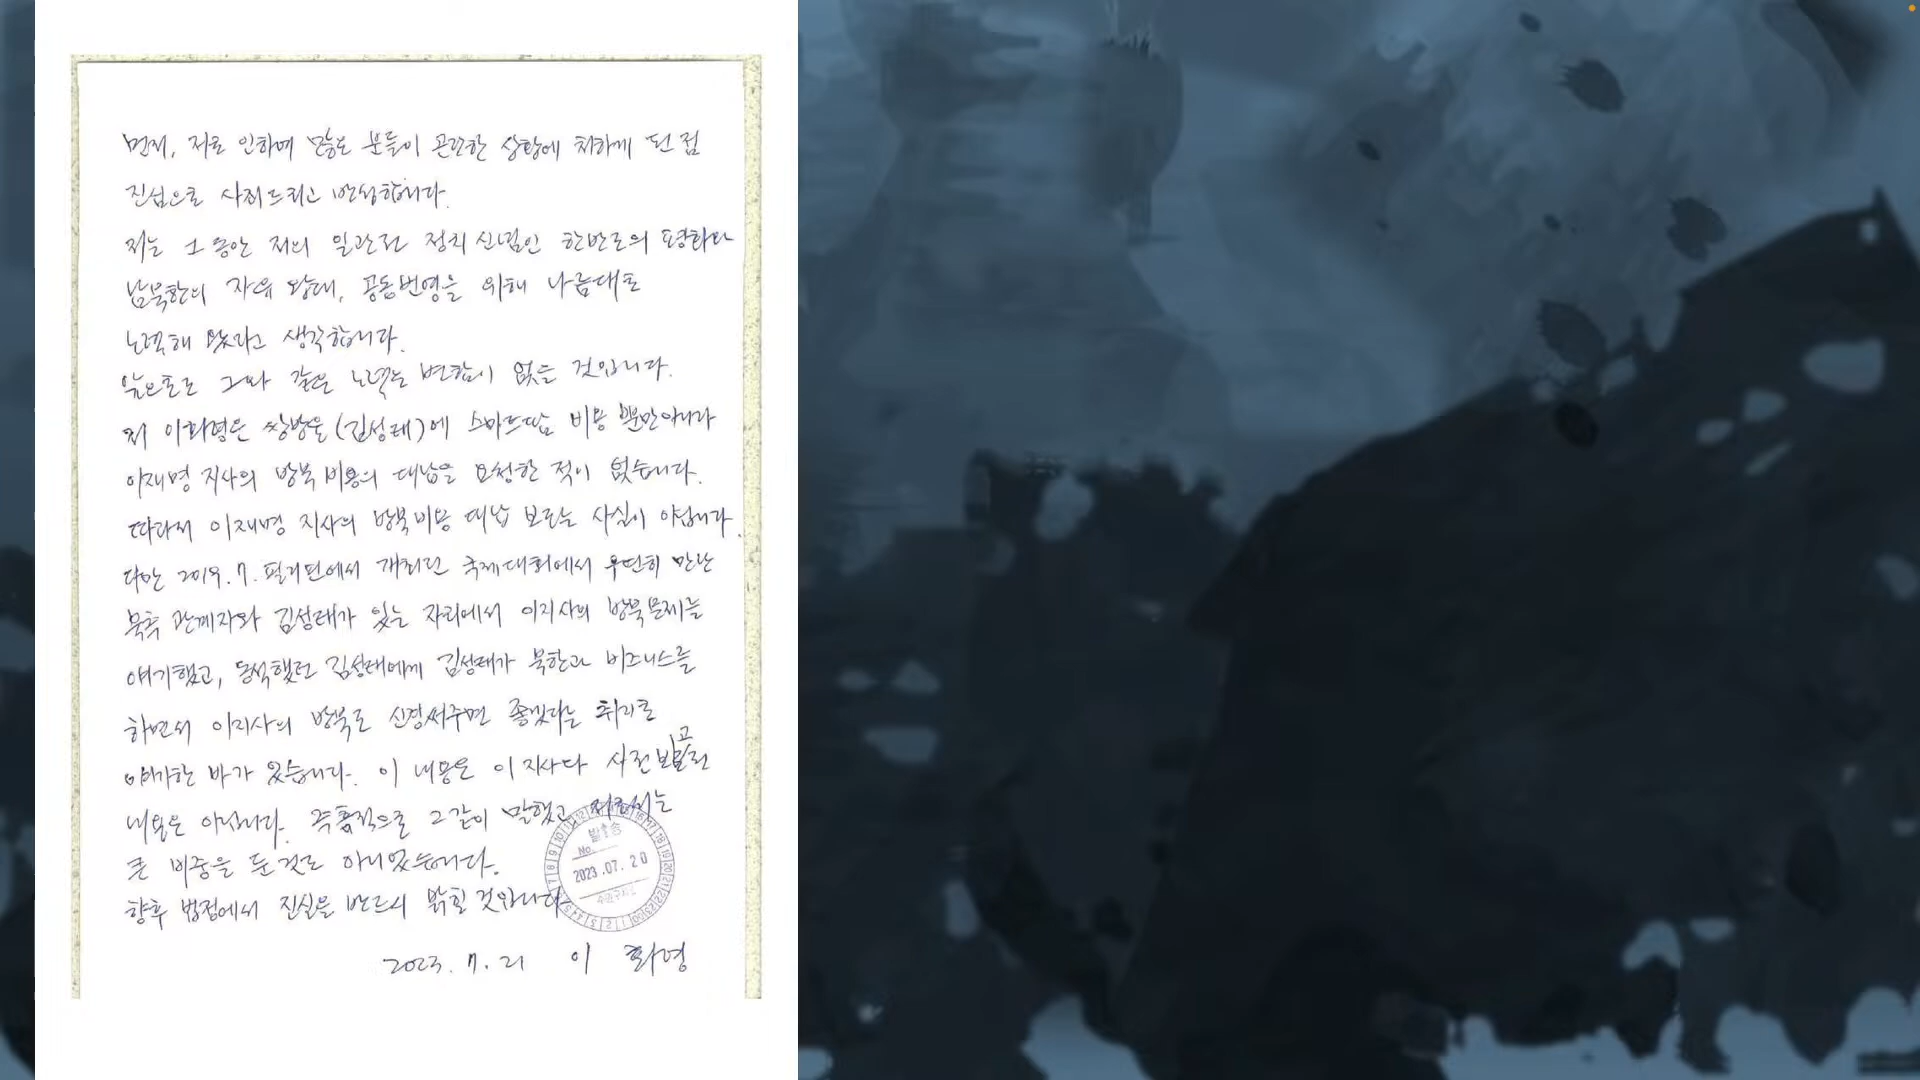 먼저, 저로 인하여 많은 분들이 곤란한 상황에 처하게 된 점
진심으로 사죄드리고 반성합니다.
저는 그 동안 저의 일관된 정치신념인 한반도의 평화와
남북한의 자유 왕래, 공동번영을 위해 나름대로
노력해 왔다고 생각합니다.
앞으로도 그와 같은 노력는 변함이 없을 것입니다.
저 이화영은 쌍방울(김성태)에 스마트팜 비용 뿐만아니라
이재명 지사의 방북비용의 대납을 요청한 적이 없습니다.
따라서 이재명 지사의 방북비용 대납 보도는 사실이 아닙니다.
다만 2019.7. 필리핀에서 개최된 국제대회에서 우연히 만난
북측 관계자와 김성태가 있는 자리에서 이지사의 방북문제를
얘기했고, 동석했던 김성태에게 김성태가 북한과 비즈니스를
하면서 이지사의 방북도 신경써주면 좋겠다는 취지로
얘기한 바가 있습니다. 이 내용은 이 지사와 사전 보고된
내용은 아닙니다. 즉흥적으로 그같이 말했고, 저로서는
큰 비중을 둔 것도 아니었습니다.
향후 법정에서 진실을 반드시 밝힐 것입니다
발송
No.
2023.07.20
2023. 7. 21 이 화영